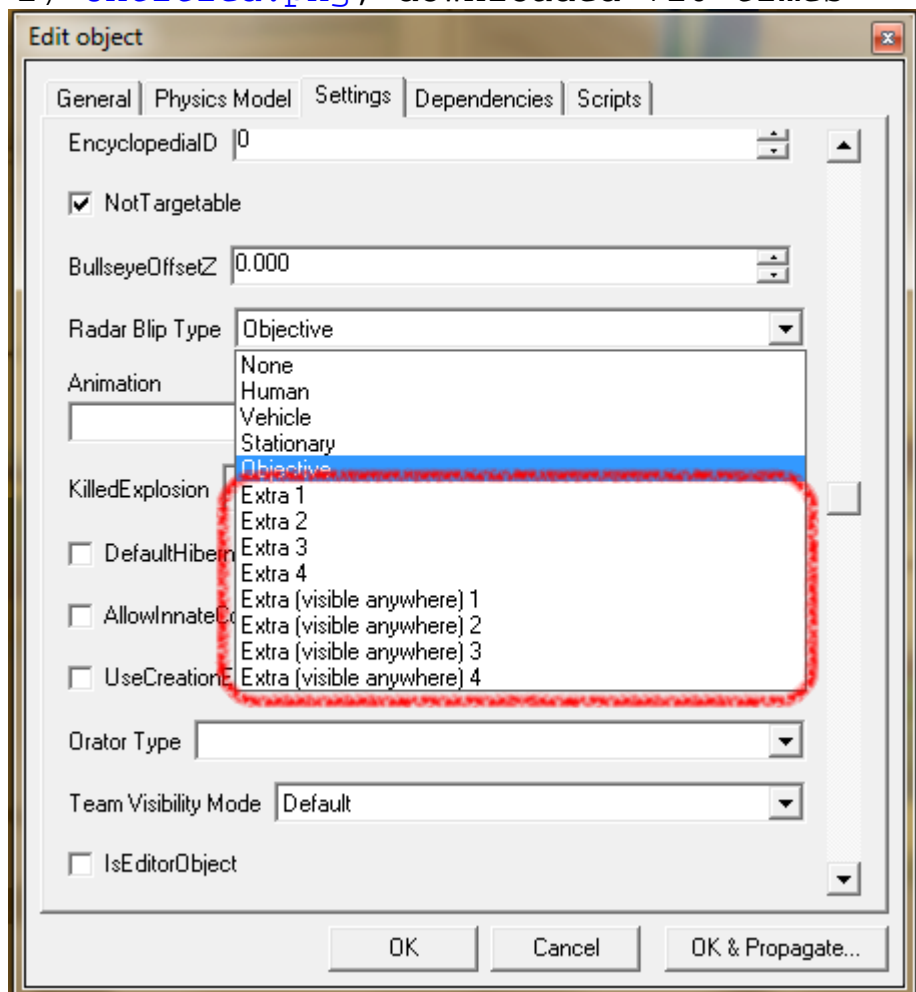 Edit object
General Physics Model Settings Dependencies Scripts
EncyclopediaID 0
NotTargetable
BullseyeOffsetZ 0.000
Radar Blip Type Objective
None
Animation
Human
Vehicle
Stationary
Objective
KilledExplosion
Extra 1
Extra 2
Extra 3
Extra 4
Extra (visible anywhere) 1
Extra (visible anywhere) 2
Extra (visible anywhere) 3
Extra (visible anywhere) 4
Orator Type
Team Visibility Mode Default
IsEditorObject
OK Cancel OK & Propagate...